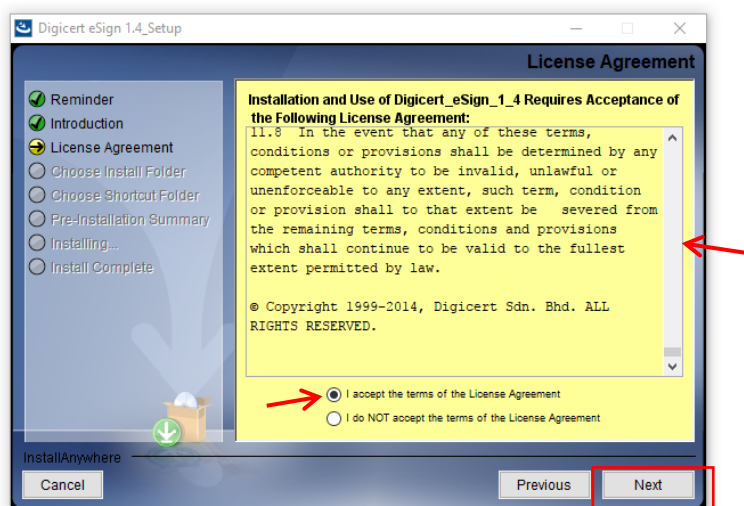 Digicert eSign 1.4_Setup
License Agreement
Reminder
Introduction
License Agreement
Choose Install Folder
Choose Shortcut Folder
Pre-Installation Summary
Installing...
Install Complete
Installation and Use of Digicert_eSign_1_4 Requires Acceptance of
the Following License Agreement:
11.8 In the event that any of these terms,
conditions or provisions shall be determined by any
competent authority to be invalid, unlawful or
unenforceable to any extent, such term, condition
or provision shall to that extent be severed from
the remaining terms, conditions and provisions
which shall continue to be valid to the fullest
extent permitted by law.
© Copyright 1999-2014, Digicert Sdn. Bhd. ALL
RIGHTS RESERVED.
I accept the terms of the License Agreement
I do NOT accept the terms of the License Agreement
InstallAnywhere
Cancel
Previous
Next